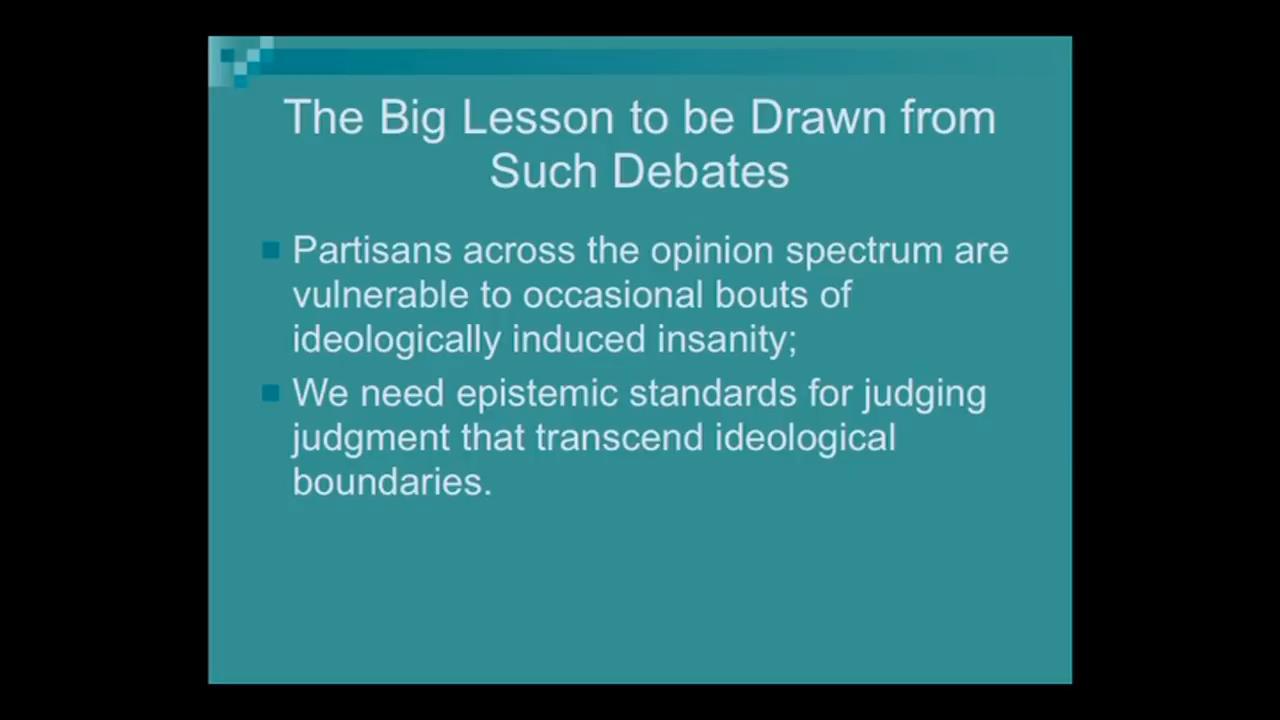 The Big Lesson to be Drawn from
Such Debates
Partisans across the opinion spectrum are
vulnerable to occasional bouts of
ideologically induced insanity;
We need epistemic standards for judging
judgment that transcend ideological
boundaries.